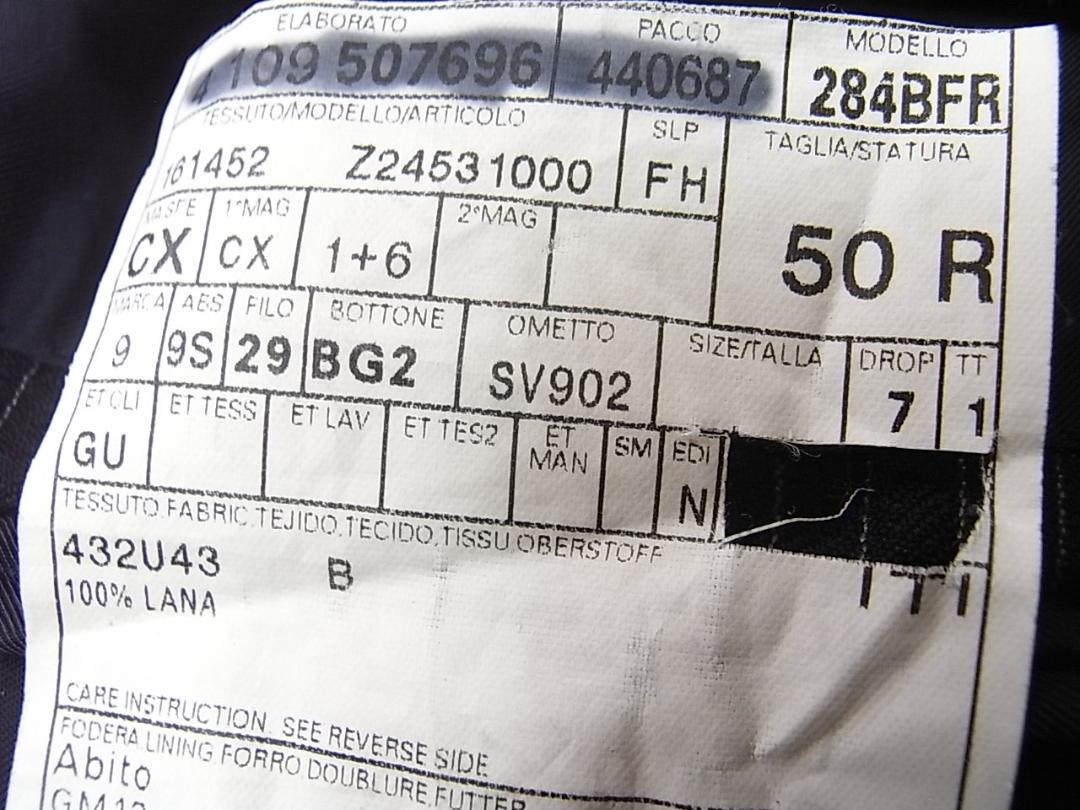 ELABORATO PACCO MODELLO
4 109 507696 440687 284BFR
TESSUTO/MODELLO/ARTICOLO SLP TAGLIA/STATURA
161452 Z24531000 FH 50 R
1°MAG 2°MAG
CX CX 1+6
MARCA ABS FILO BOTTONE OMETTO SIZE/TALLA DROP TT
9 9S 29 BG2 SV902 7 1
ET CLI ET TESS ET LAV ET TES2 ET MAN SM EDI
GU N
TESSUTO,FABRIC,TEJIDO,TECIDO,TISSU OBERSTOFF
432U43 B
100% LANA
CARE INSTRUCTION. SEE REVERSE SIDE
FODERA,LINING,FORRO DOUBLURE,FUTTER
Abito